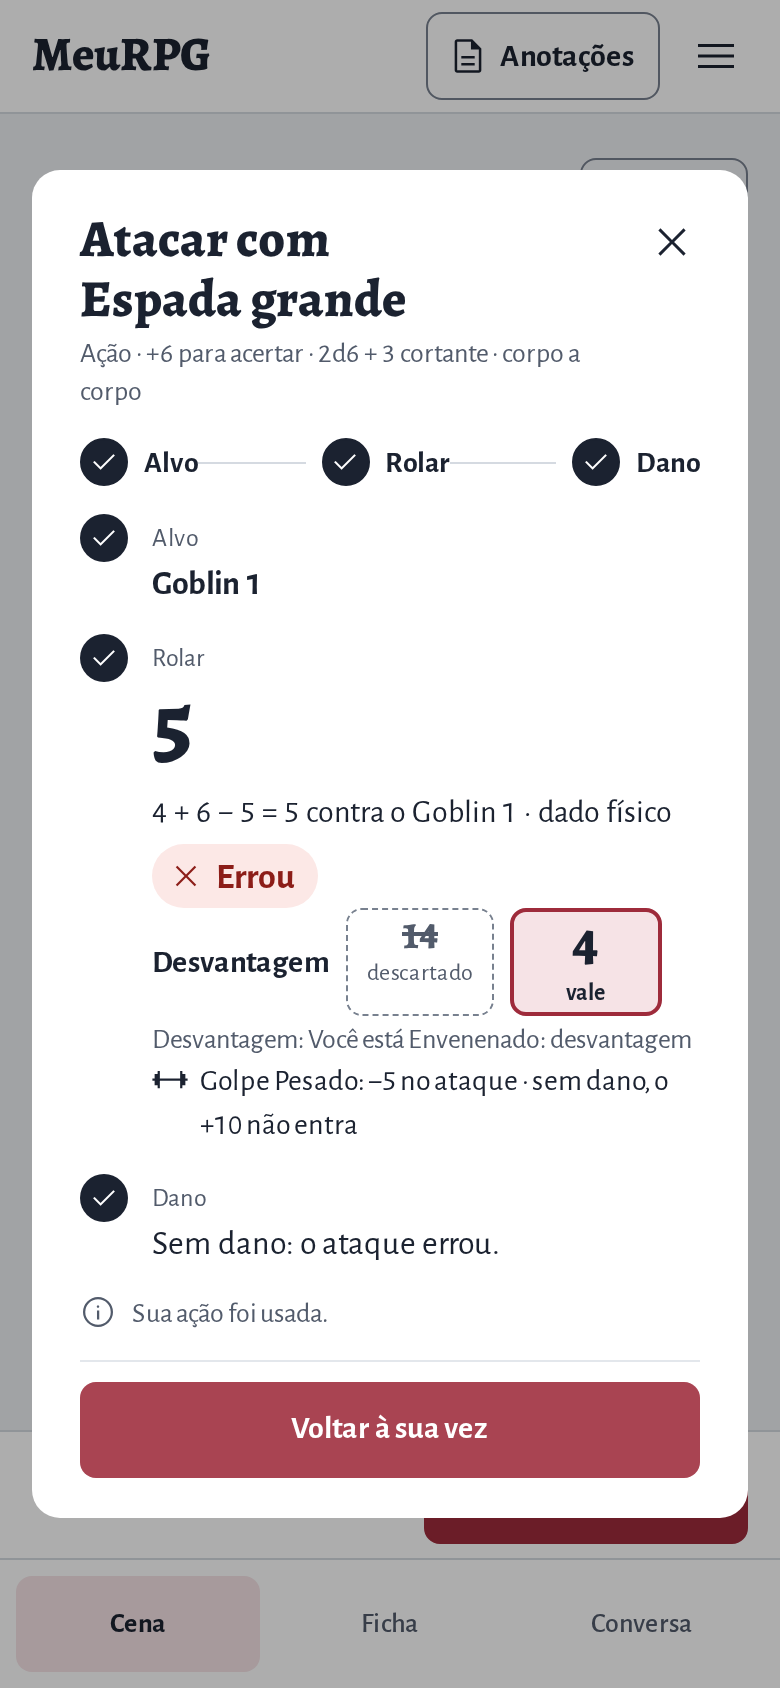 MeuRPG
Anotações
Atacar com
Espada grande
Ação · +6 para acertar · 2d6 + 3 cortante · corpo a
corpo
Alvo
Rolar
Dano
Alvo
Goblin 1
Rolar
5
4 + 6 − 5 = 5 contra o Goblin 1 · dado físico
Errou
Desvantagem
14
descartado
4
vale
Desvantagem: Você está Envenenado: desvantagem
Golpe Pesado: −5 no ataque · sem dano, o
+10 não entra
Dano
Sem dano: o ataque errou.
Sua ação foi usada.
Voltar à sua vez
Cena
Ficha
Conversa